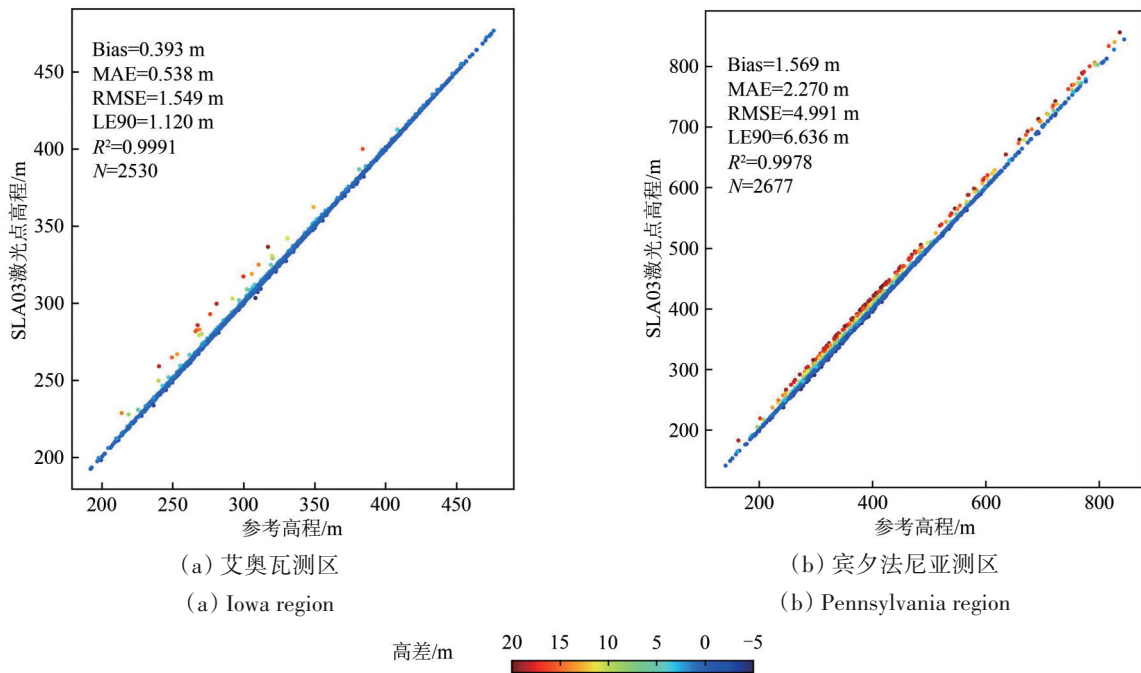 Bias=0.393 m
MAE=0.538 m
RMSE=1.549 m
LE90=1.120 m
R²=0.9991
N=2530
SLA03激光点高程/m
450
400
350
300
250
200
200 250 300 350 400 450
参考高程/m
(a)艾奥瓦测区
(a) Iowa region
Bias=1.569 m
MAE=2.270 m
RMSE=4.991 m
LE90=6.636 m
R²=0.9978
N=2677
SLA03激光点高程/m
800
700
600
500
400
300
200
200 400 600 800
参考高程/m
(b)宾夕法尼亚测区
(b) Pennsylvania region
高差/m
20 15 10 5 0 −5